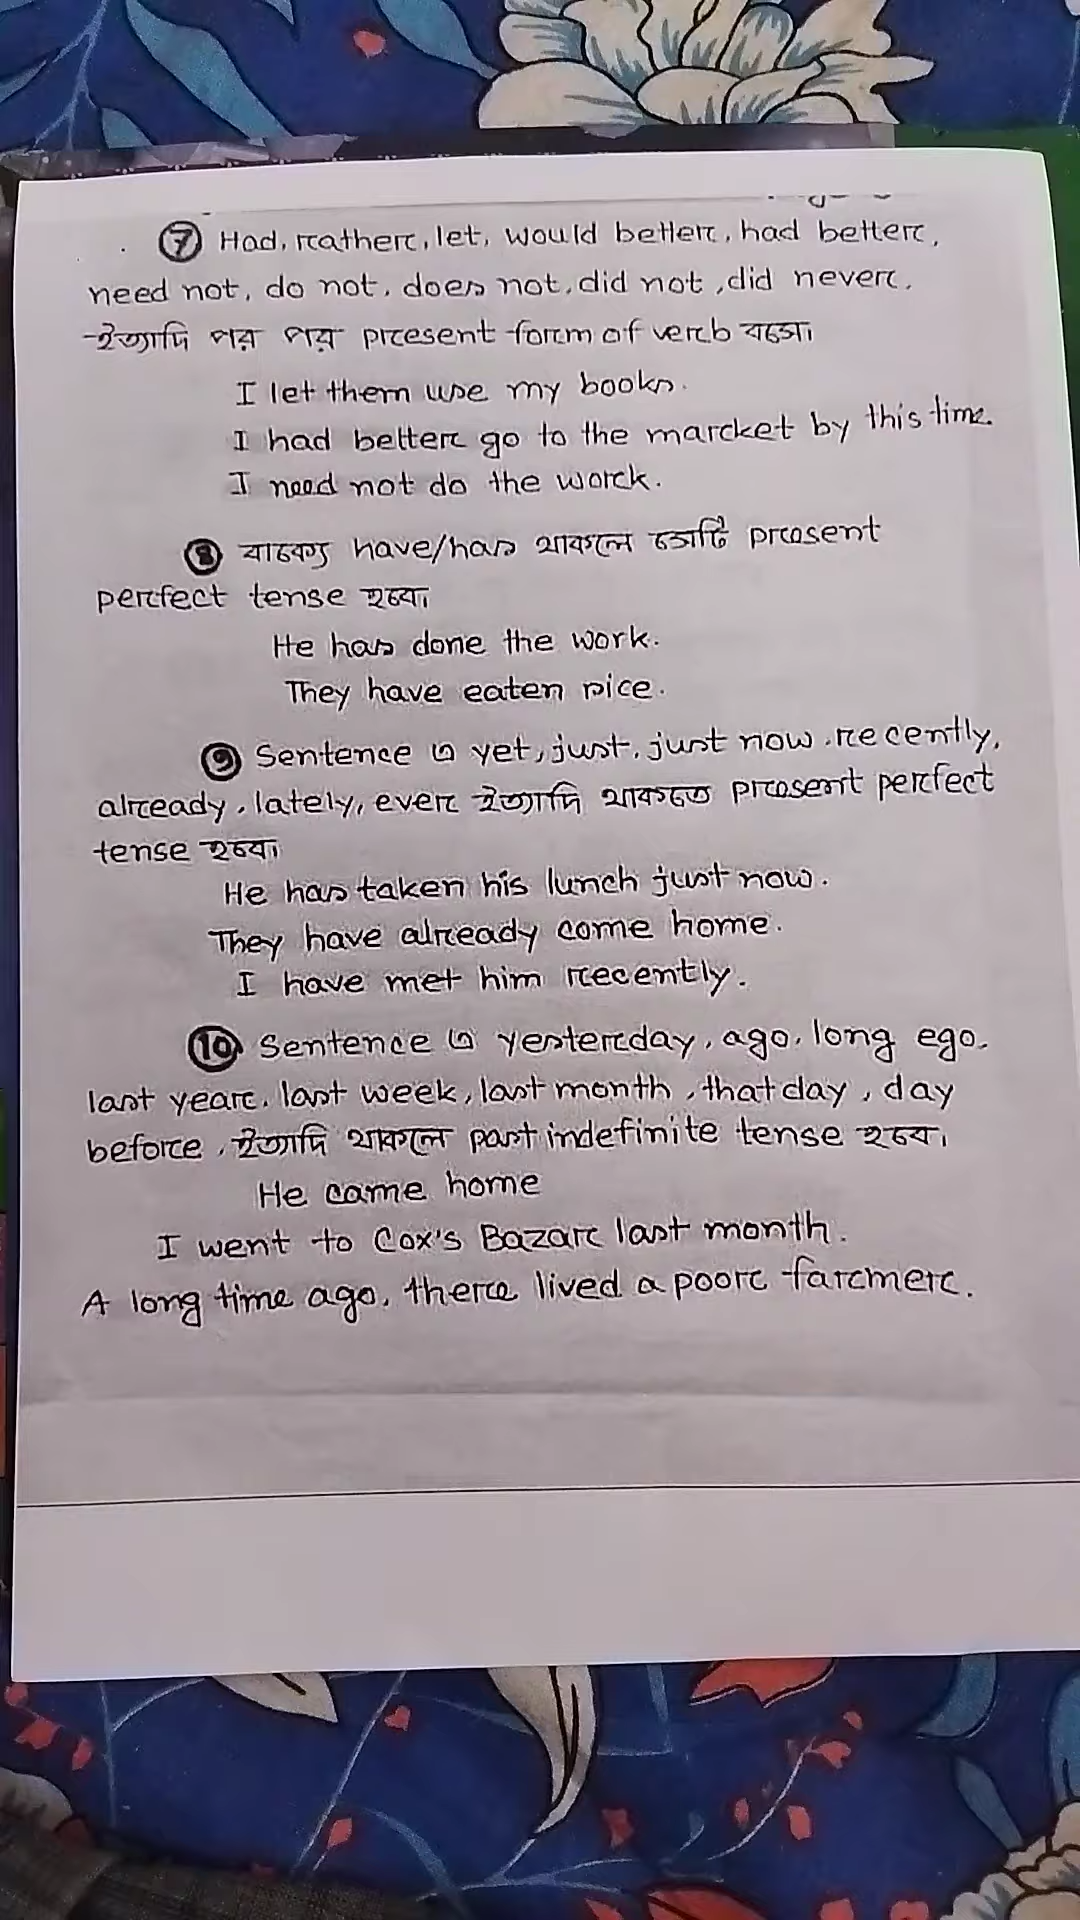 ⑦ Had, rather, let, would better, had better,
need not, do not, does not, did not, did never,
ইত্যাদি পর পর present form of verb বসে।
I let them use my books.
I had better go to the market by this time.
I need not do the work.
⑧ বাক্যে have/has থাকলে সেটি present
perfect tense হবে।
He has done the work.
They have eaten rice.
⑨ Sentence এ yet, just, just now, recently,
already, lately, ever ইত্যাদি থাকতে present perfect
tense হবে।
He has taken his lunch just now.
They have already come home.
I have met him recently.
⑩ Sentence এ yesterday, ago, long ego,
last year, last week, last month, that day, day
before, ইত্যাদি থাকলে past indefinite tense হবে।
He came home
I went to Cox's Bazar last month.
A long time ago, there lived a poor farmer.